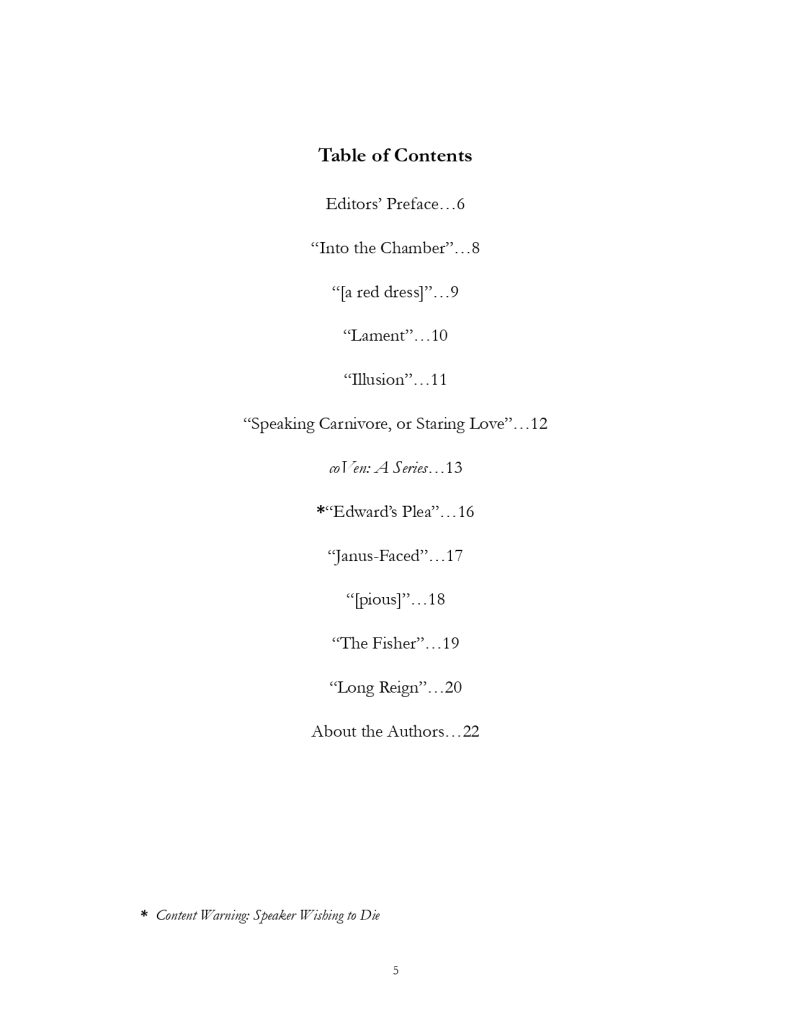 Table of Contents
Editors’ Preface…6
“Into the Chamber”…8
“[a red dress]”…9
“Lament”…10
“Illusion”…11
“Speaking Carnivore, or Staring Love”…12
coVen: A Series…13
*“Edward’s Plea”…16
“Janus-Faced”…17
“[pious]”…18
“The Fisher”…19
“Long Reign”…20
About the Authors…22
* Content Warning: Speaker Wishing to Die
5